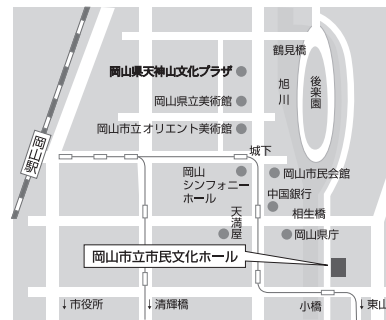 鶴見橋
岡山県天神山文化プラザ
旭川
後楽園
岡山県立美術館
岡山市立オリエント美術館
岡山駅
城下
岡山
シンフォニー
ホール
岡山市民会館
中国銀行
相生橋
天満屋
岡山県庁
岡山市立市民文化ホール
↓市役所
↓清輝橋
小橋
↓東山